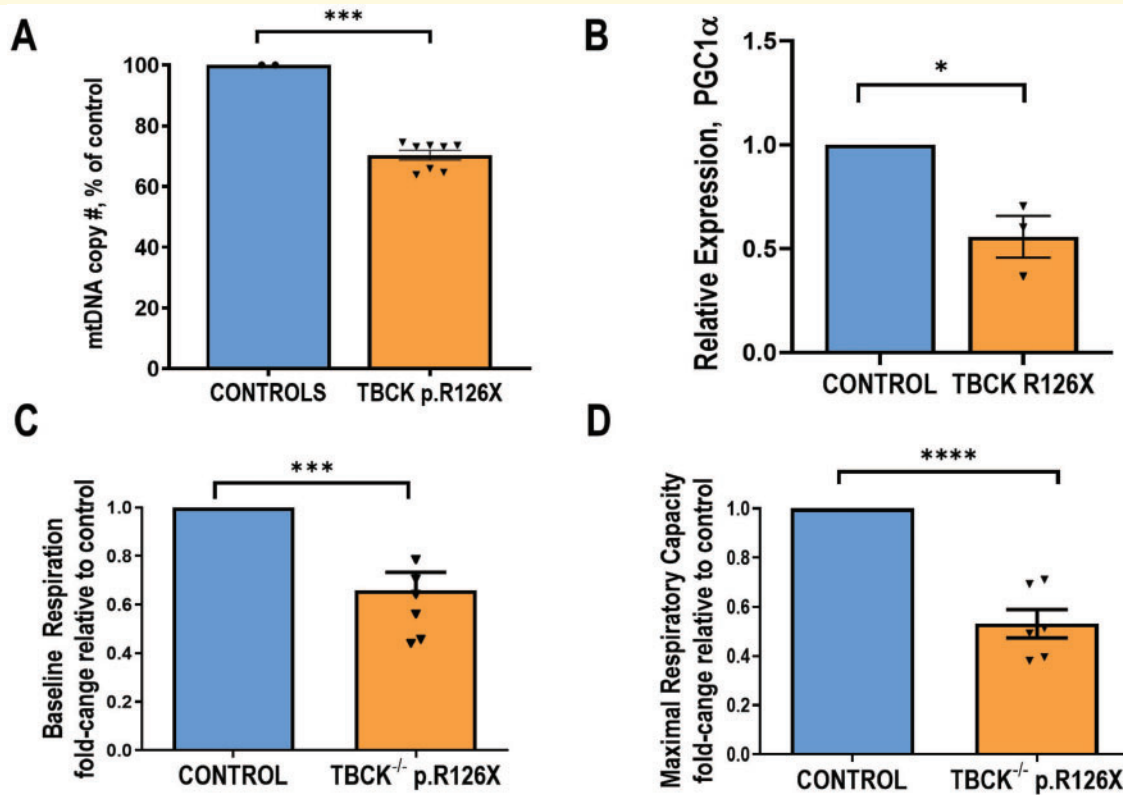 A
***
mtDNA copy #, % of control
100
80
60
40
20
0
CONTROLS TBCK p.R126X
B
*
Relative Expression, PGC1α
1.5
1.0
0.5
0.0
CONTROL TBCK R126X
C
***
Baseline Respiration
fold-cange relative to control
1.0
0.8
0.6
0.4
0.2
0.0
CONTROL TBCK-/- p.R126X
D
****
Maximal Respiratory Capacity
fold-cange relative to control
1.0
0.8
0.6
0.4
0.2
0.0
CONTROL TBCK-/- p.R126X